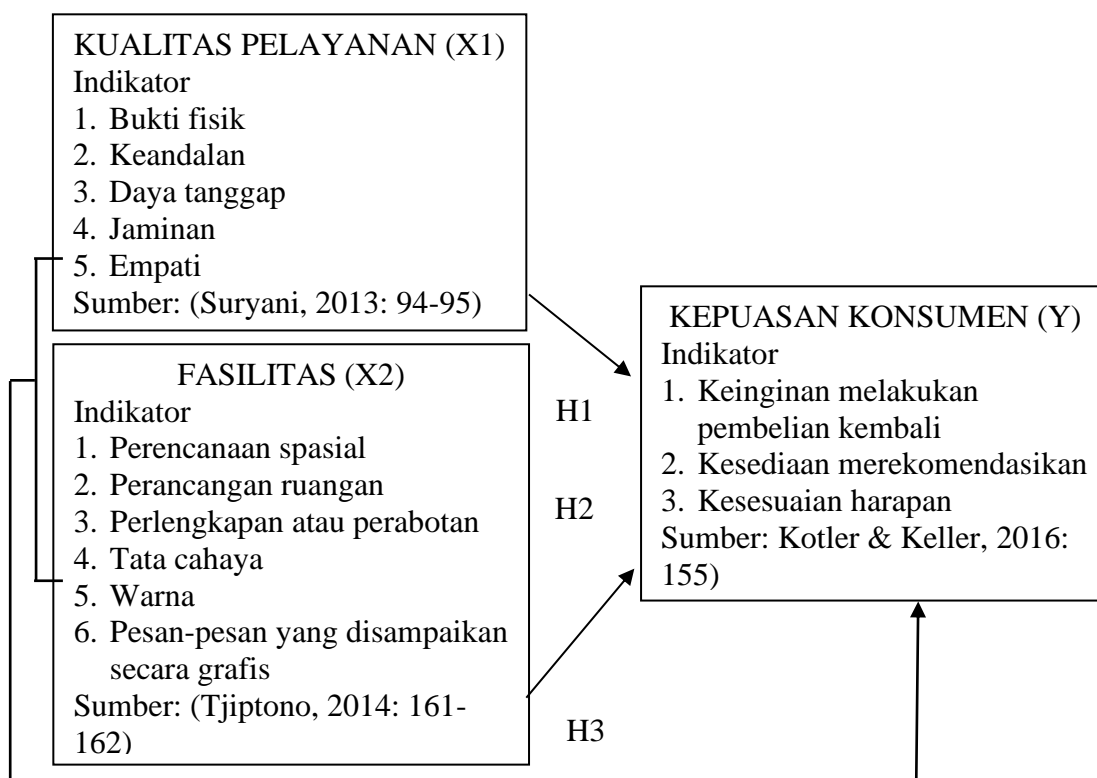 KUALITAS PELAYANAN (X1)
Indikator
1. Bukti fisik
2. Keandalan
3. Daya tanggap
4. Jaminan
5. Empati
Sumber: (Suryani, 2013: 94-95)
FASILITAS (X2)
Indikator
1. Perencanaan spasial
2. Perancangan ruangan
3. Perlengkapan atau perabotan
4. Tata cahaya
5. Warna
6. Pesan-pesan yang disampaikan
secara grafis
Sumber: (Tjiptono, 2014: 161-
162)
H1
H2
H3
KEPUASAN KONSUMEN (Y)
Indikator
1. Keinginan melakukan
pembelian kembali
2. Kesediaan merekomendasikan
3. Kesesuaian harapan
Sumber: Kotler & Keller, 2016:
155)